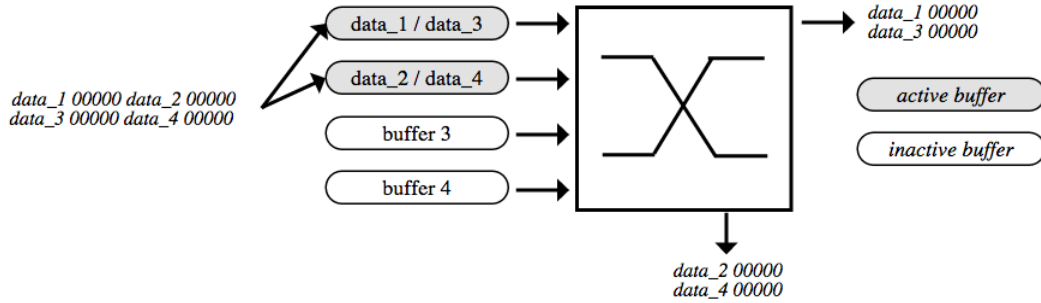 data_1 00000 data_2 00000
data_3 00000 data_4 00000
data_1 / data_3
data_2 / data_4
buffer 3
buffer 4
data_1 00000
data_3 00000
active buffer
inactive buffer
data_2 00000
data_4 00000